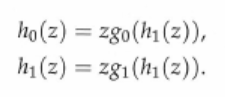 h₀(z) = zg₀(h₁(z)),
h₁(z) = zg₁(h₁(z)).